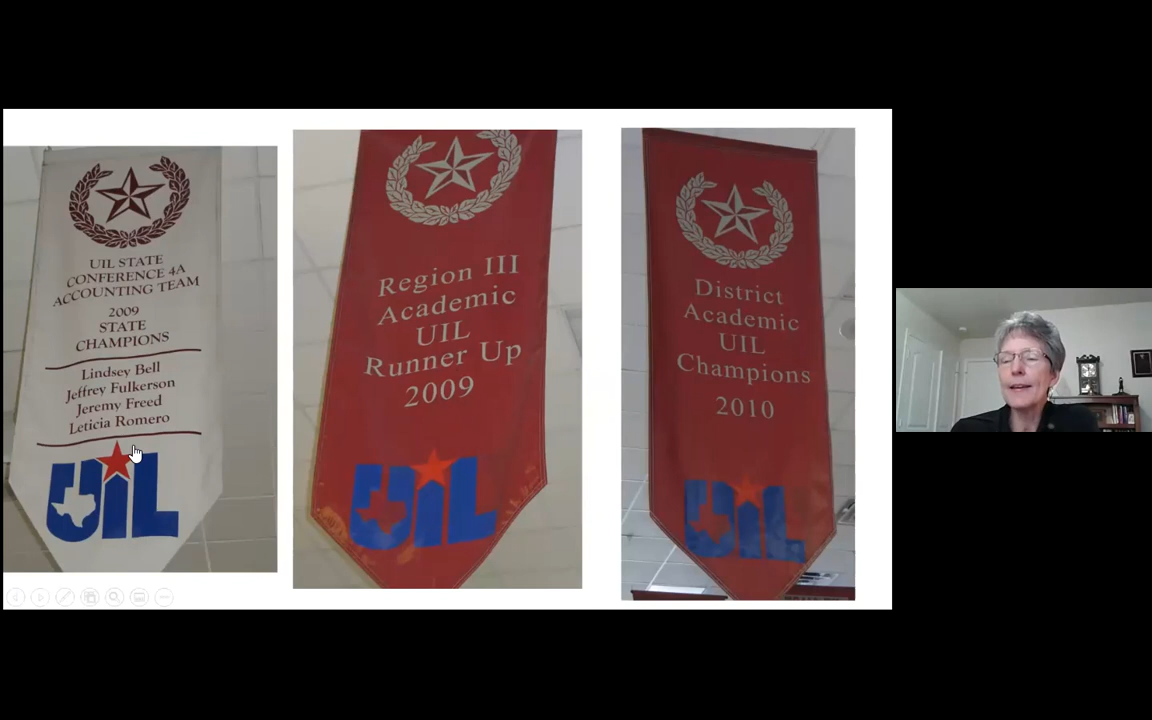 UIL STATE
CONFERENCE 4A
ACCOUNTING TEAM
2009
STATE
CHAMPIONS
Lindsey Bell
Jeffrey Fulkerson
Jeremy Freed
Leticia Romero
UIL
Region III
Academic
UIL
Runner Up
2009
UIL
District
Academic
UIL
Champions
2010
UIL